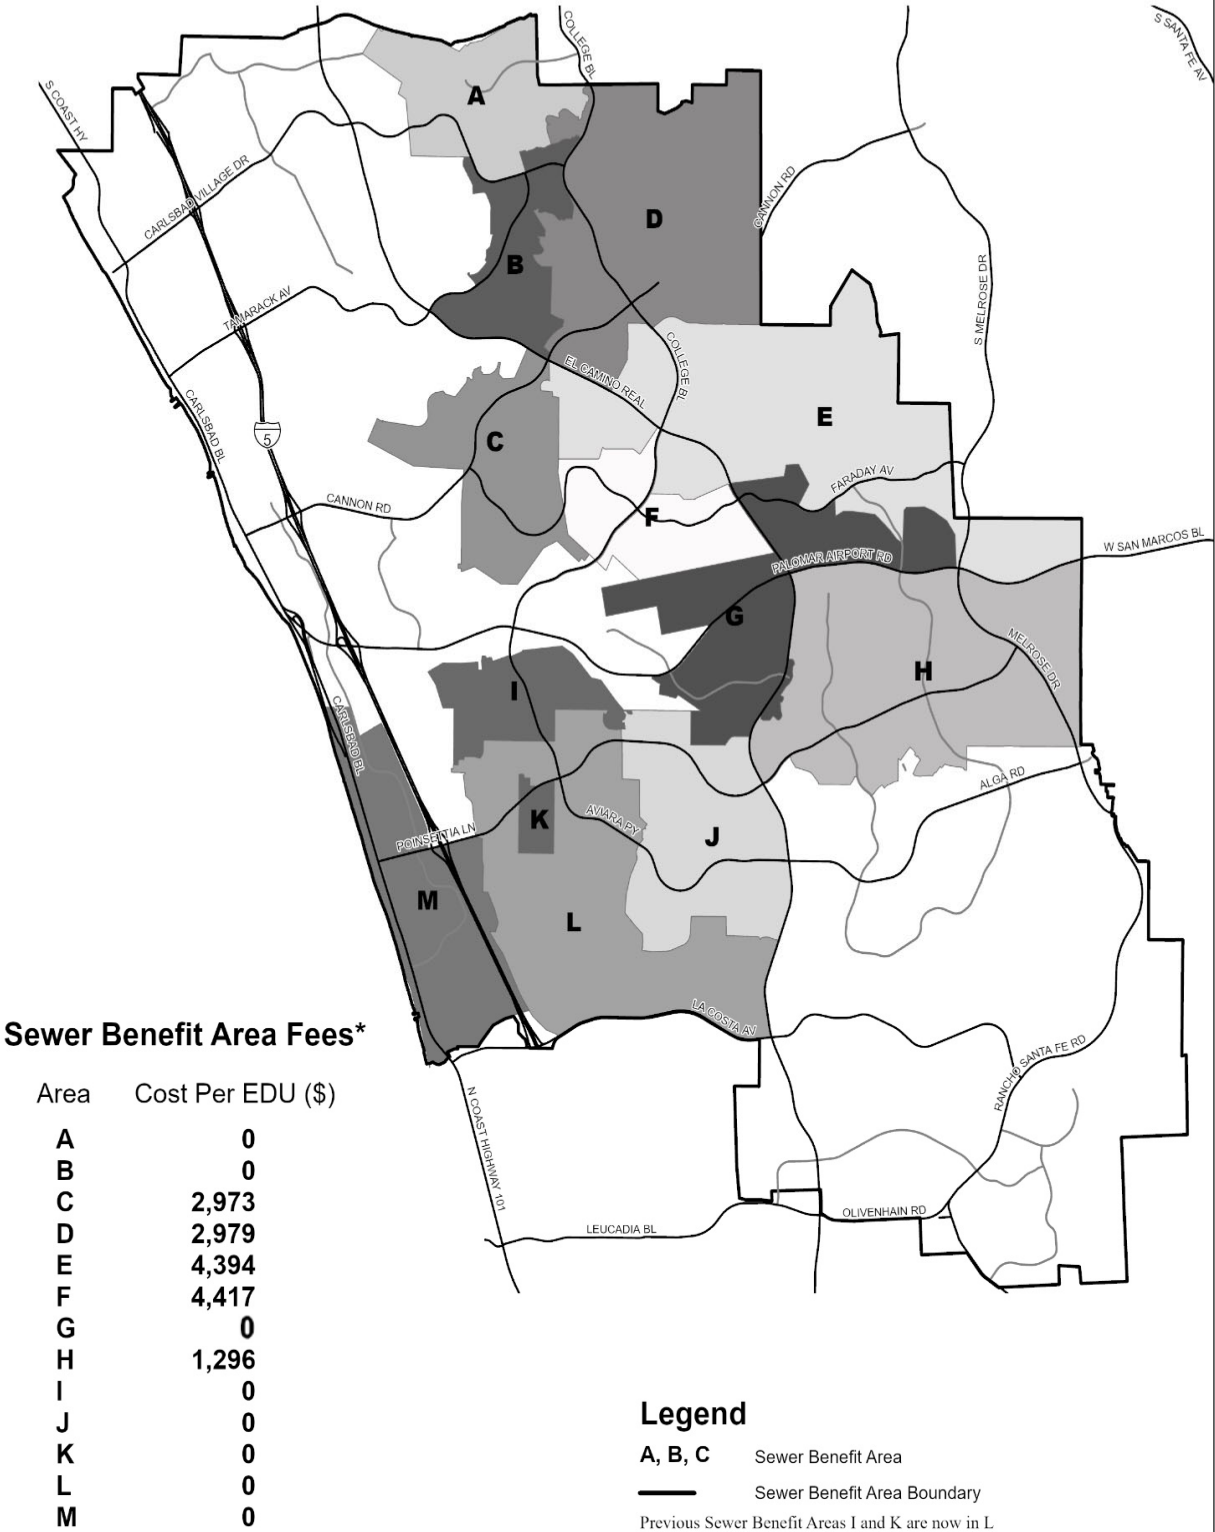 S SANTA FE AV
COLLEGE BL
S COAST HY
A
CARLSBAD VILLAGE DR
CANNON RD
D
B
S MELROSE DR
TAMARACK AV
COLLEGE BL
EL CAMINO REAL
CARLSBAD BL
E
5
C
FARADAY AV
CANNON RD
F
W SAN MARCOS BL
PALOMAR AIRPORT RD
G
MELROSE DR
H
I
CARLSBAD BL
ALGA RD
K
AVIARA PY
POINSETTIA LN
J
M
L
LA COSTA AV
RANCHO SANTA FE RD
N COAST HIGHWAY 101
OLIVENHAIN RD
LEUCADIA BL
Sewer Benefit Area Fees*
Area Cost Per EDU ($)
A 0
B 0
C 2,973
D 2,979
E 4,394
F 4,417
G 0
H 1,296
I 0
J 0
K 0
L 0
M 0
Legend
A, B, C Sewer Benefit Area
Sewer Benefit Area Boundary
Previous Sewer Benefit Areas I and K are now in L